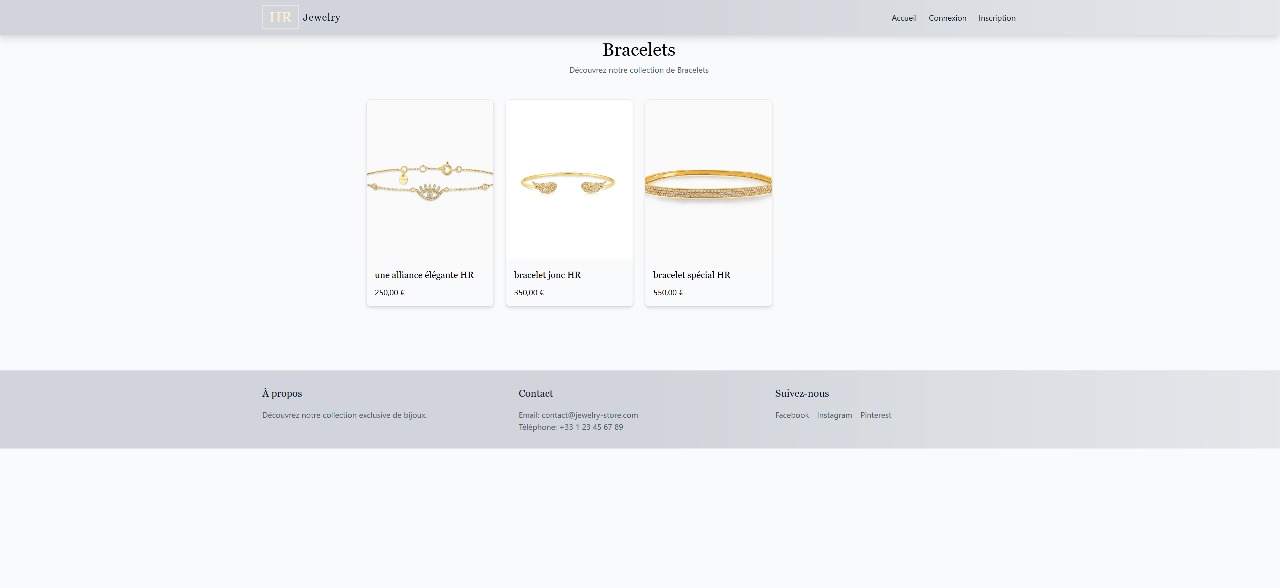 HR Jewelry
Accueil Connexion Inscription
Bracelets
Découvrez notre collection de Bracelets
une alliance élégante HR
250,00 €
bracelet jonc HR
350,00 €
bracelet spécial HR
550,00 €
À propos
Découvrez notre collection exclusive de bijoux.
Contact
Email: contact@jewelry-store.com
Téléphone: +33 1 23 45 67 89
Suivez-nous
Facebook Instagram Pinterest